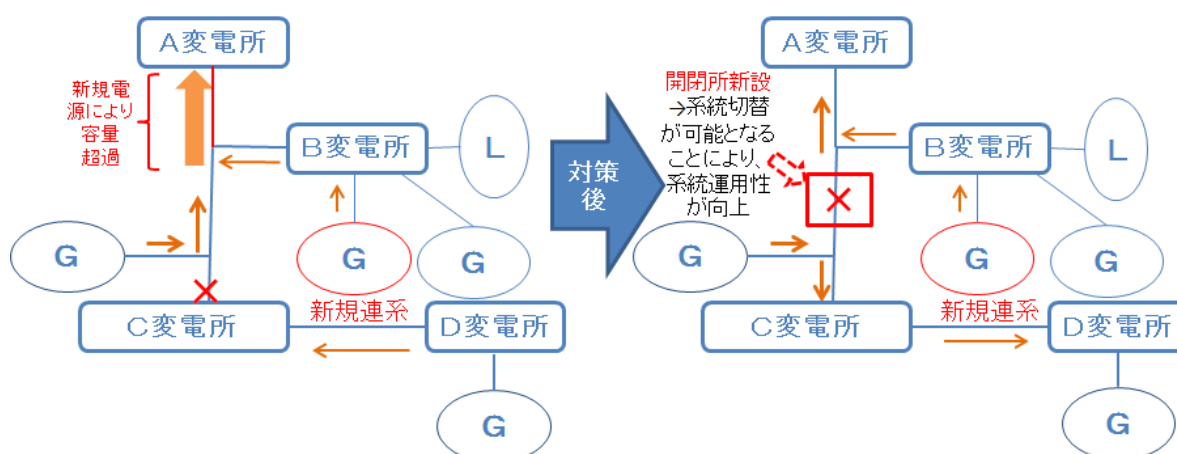 A変電所
新規電
源により
容量
超過
B変電所
L
G
G
G
C変電所
新規連系
D変電所
G
対策
後
A変電所
開閉所新設
→系統切替
が可能となる
ことにより、
系統運用性
が向上
B変電所
L
G
G
G
C変電所
新規連系
D変電所
G